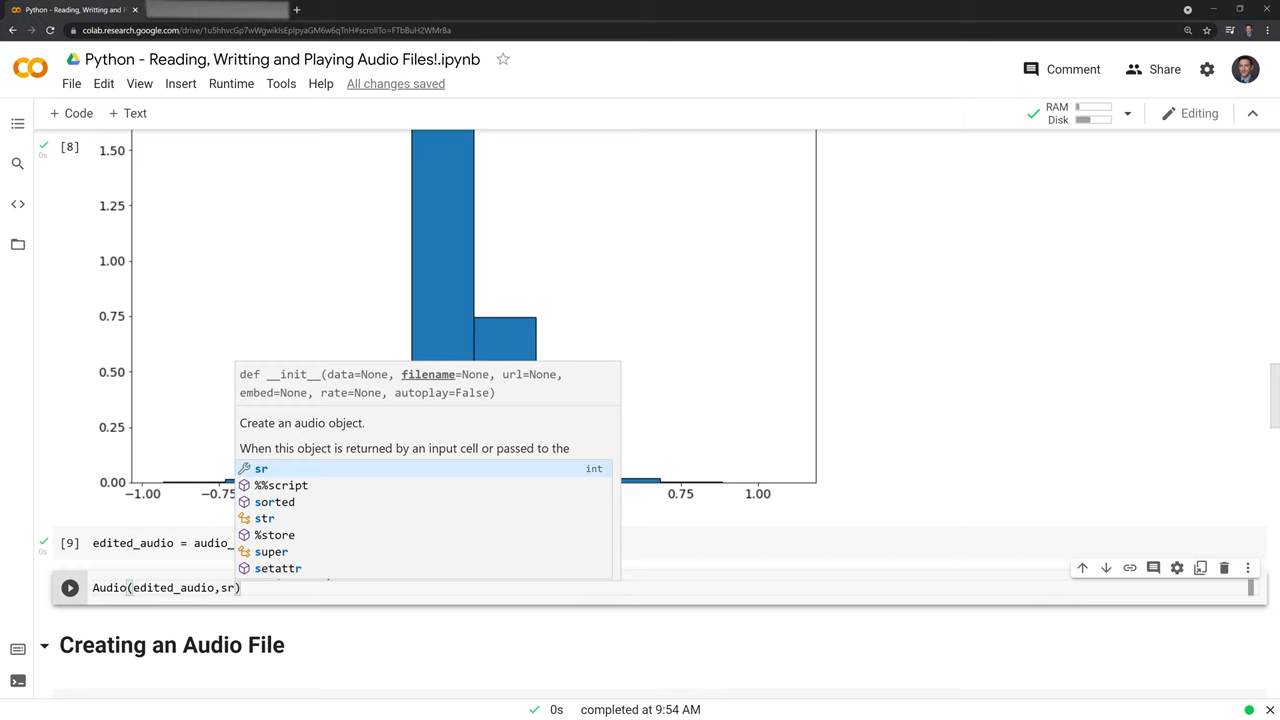 Python - Reading, Writting and P
colab.research.google.com/drive/1u5hhvcGp7wWgwikIsEpIpyaGM6w6qTnH#scrollTo=FTbBuH2WMrBa
Python - Reading, Writting and Playing Audio Files!.ipynb
Comment
Share
File Edit View Insert Runtime Tools Help All changes saved
+ Code + Text
RAM
Disk
Editing
[8]
0s
1.50
1.25
1.00
0.75
0.50
0.25
0.00
-1.00 -0.75 0.75 1.00
def __init__(data=None, filename=None, url=None,
embed=None, rate=None, autoplay=False)
Create an audio object.
When this object is returned by an input cell or passed to the
sr int
%%script
sorted
str
%store
super
setattr
[9] edited_audio = audio_
0s
Audio(edited_audio,sr)
Creating an Audio File
0s completed at 9:54 AM